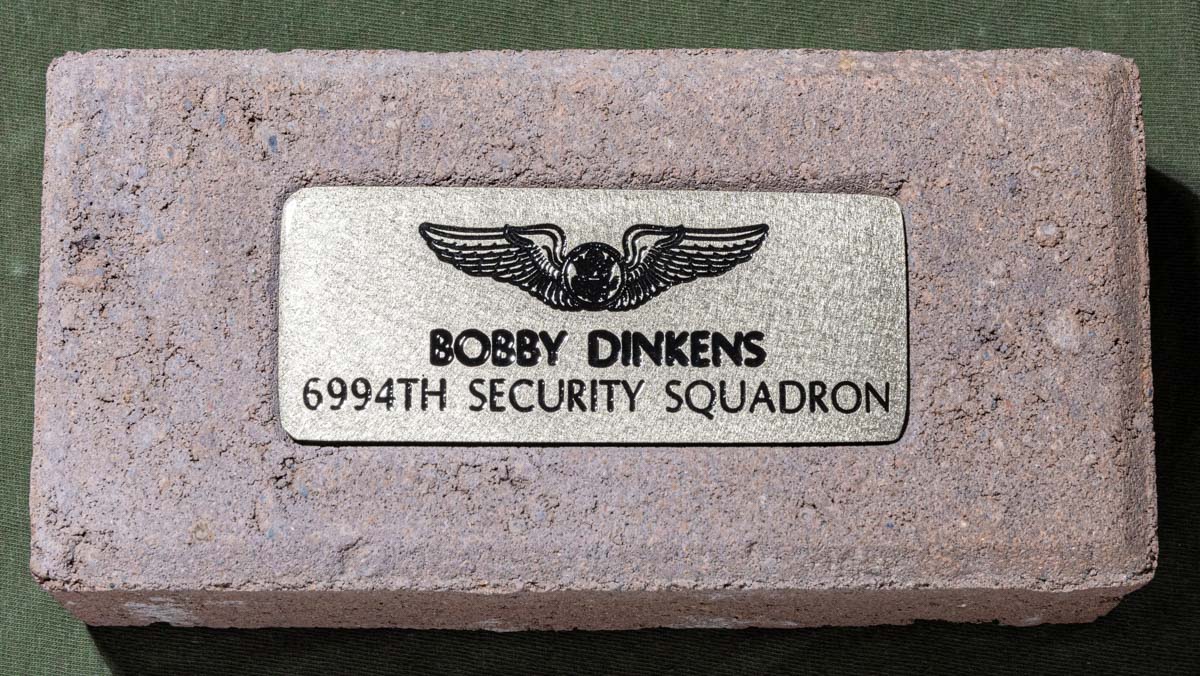 BOBBY DINKENS
6994TH SECURITY SQUADRON